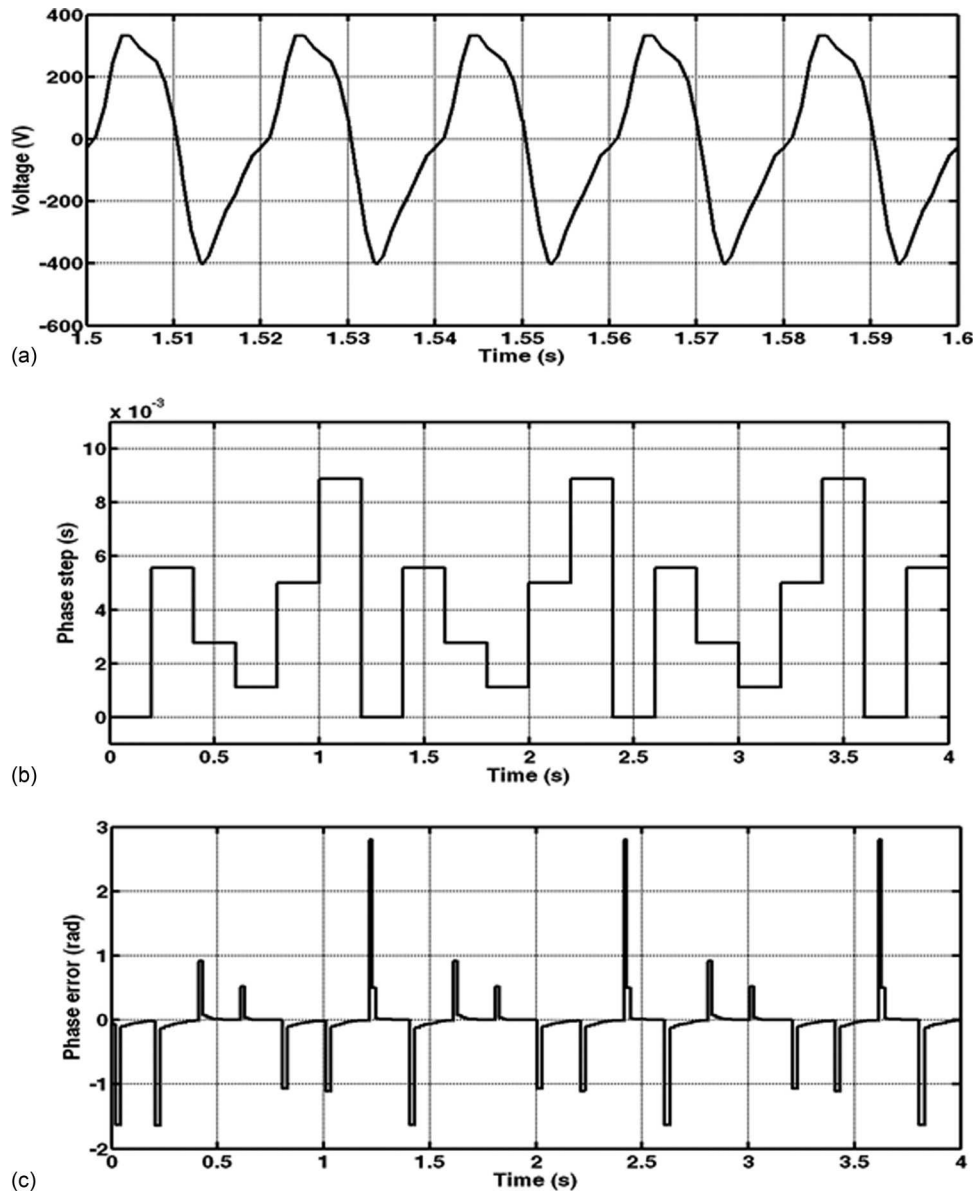 400
200
0
-200
-400
-600
Voltage (V)
1.5 1.51 1.52 1.53 1.54 1.55 1.56 1.57 1.58 1.59 1.6
Time (s)
(a)
x 10-3
10
8
6
4
2
0
Phase step (s)
0 0.5 1 1.5 2 2.5 3 3.5 4
Time (s)
(b)
3
2
1
0
-1
-2
Phase error (rad)
0 0.5 1 1.5 2 2.5 3 3.5 4
Time (s)
(c)